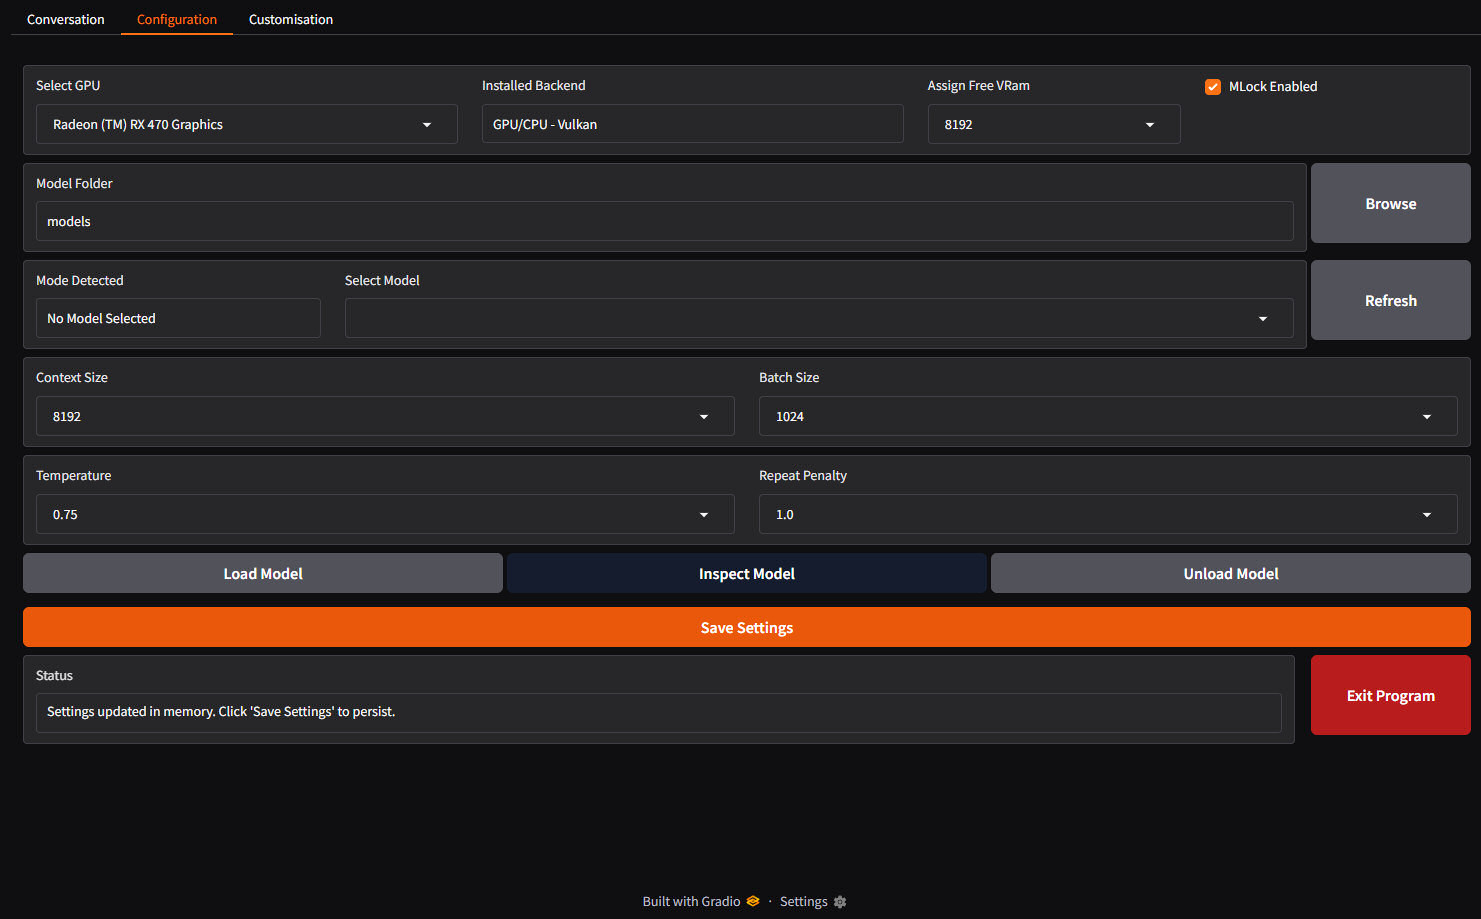 Conversation Configuration Customisation
Select GPU Installed Backend Assign Free VRam MLock Enabled
Radeon (TM) RX 470 Graphics GPU/CPU - Vulkan 8192
Model Folder
models
Browse
Mode Detected Select Model
No Model Selected
Refresh
Context Size Batch Size
8192 1024
Temperature Repeat Penalty
0.75 1.0
Load Model Inspect Model Unload Model
Save Settings
Status
Settings updated in memory. Click 'Save Settings' to persist.
Exit Program
Built with Gradio · Settings